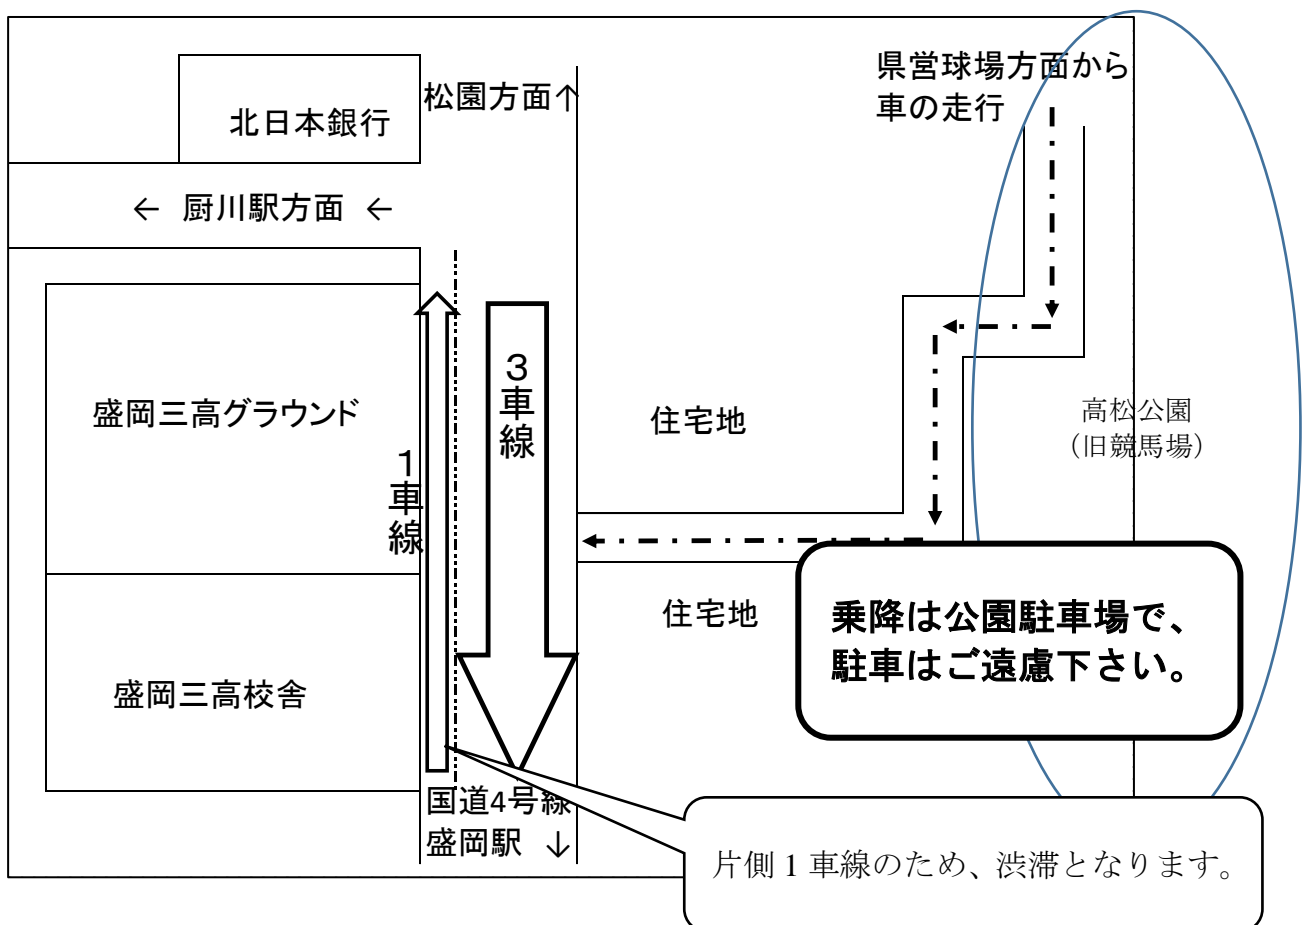 北日本銀行
松園方面↑
県営球場方面から
車の走行
← 厨川駅方面 ←
盛岡三高グラウンド
1車線
3車線
住宅地
高松公園
（旧競馬場）
住宅地
乗降は公園駐車場で、
駐車はご遠慮下さい。
盛岡三高校舎
国道4号線
盛岡駅 ↓
片側1車線のため、渋滞となります。